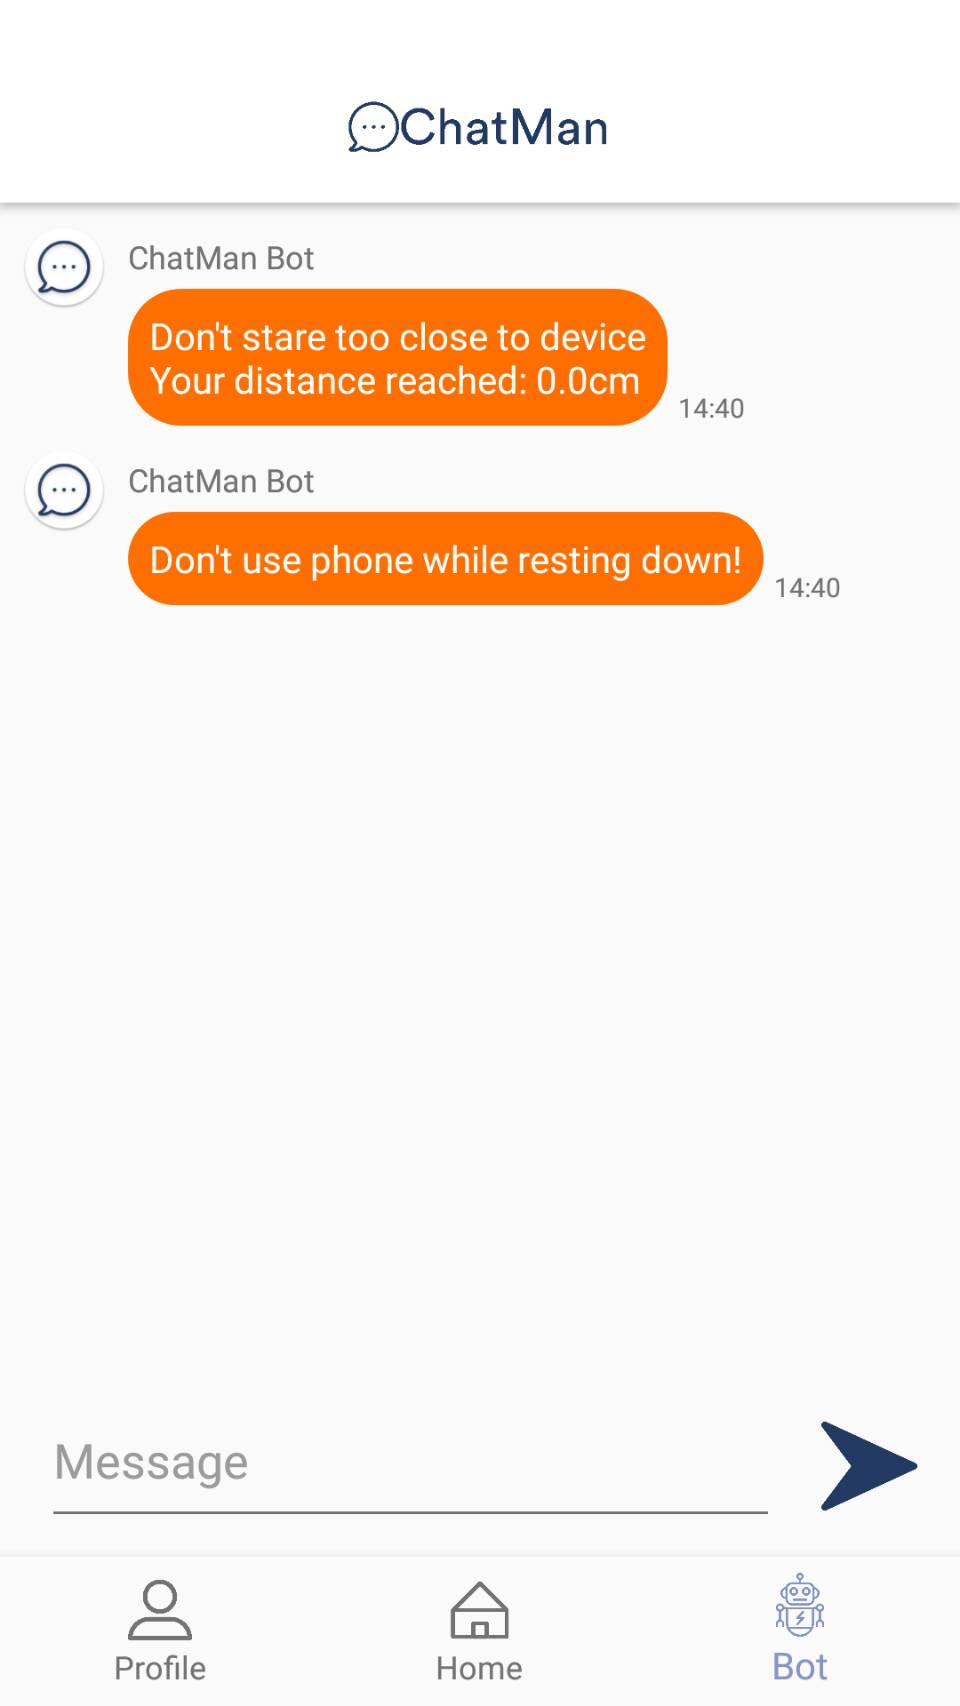 ChatMan
ChatMan Bot
Don't stare too close to device
Your distance reached: 0.0cm
14:40
ChatMan Bot
Don't use phone while resting down!
14:40
Message
Profile
Home
Bot